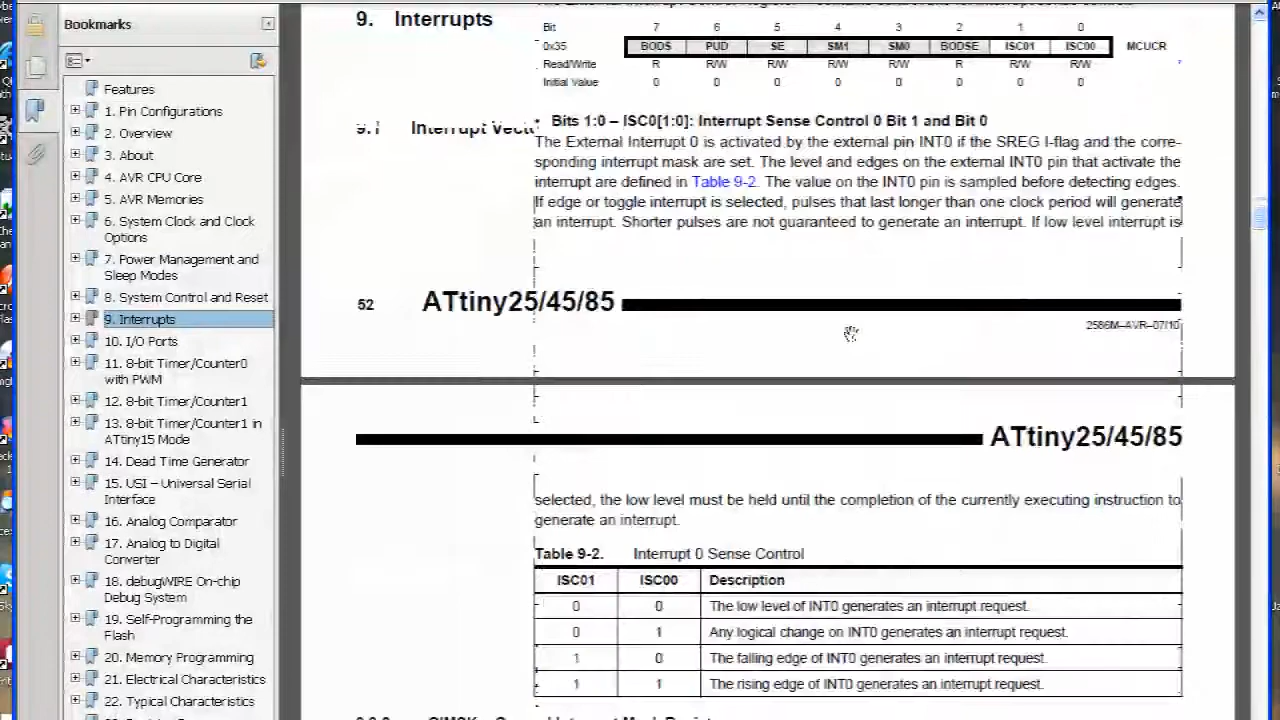 Bookmarks
Features
1. Pin Configurations
2. Overview
3. About
4. AVR CPU Core
5. AVR Memories
6. System Clock and Clock
Options
7. Power Management and
Sleep Modes
8. System Control and Reset
9. Interrupts
10. I/O Ports
11. 8-bit Timer/Counter0
with PWM
12. 8-bit Timer/Counter1
13. 8-bit Timer/Counter1 in
ATtiny15 Mode
14. Dead Time Generator
15. USI – Universal Serial
Interface
16. Analog Comparator
17. Analog to Digital
Converter
18. debugWIRE On-chip
Debug System
19. Self-Programming the
Flash
20. Memory Programming
21. Electrical Characteristics
22. Typical Characteristics
9. Interrupts
Bit 7 6 5 4 3 2 1 0
0x35 BODS PUD SE SM1 SM0 BODSE ISC01 ISC00 MCUCR
Read/Write R R/W R/W R/W R/W R R/W R/W
Initial Value 0 0 0 0 0 0 0 0
9.1 Interrupt Vect
• Bits 1:0 – ISC0[1:0]: Interrupt Sense Control 0 Bit 1 and Bit 0
The External Interrupt 0 is activated by the external pin INT0 if the SREG I-flag and the corre-
sponding interrupt mask are set. The level and edges on the external INT0 pin that activate the
interrupt are defined in Table 9-2. The value on the INT0 pin is sampled before detecting edges.
If edge or toggle interrupt is selected, pulses that last longer than one clock period will generate
an interrupt. Shorter pulses are not guaranteed to generate an interrupt. If low level interrupt is
52 ATtiny25/45/85
2586M–AVR–07/10
ATtiny25/45/85
selected, the low level must be held until the completion of the currently executing instruction to
generate an interrupt.
Table 9-2. Interrupt 0 Sense Control
ISC01 ISC00 Description
0 0 The low level of INT0 generates an interrupt request.
0 1 Any logical change on INT0 generates an interrupt request.
1 0 The falling edge of INT0 generates an interrupt request.
1 1 The rising edge of INT0 generates an interrupt request.